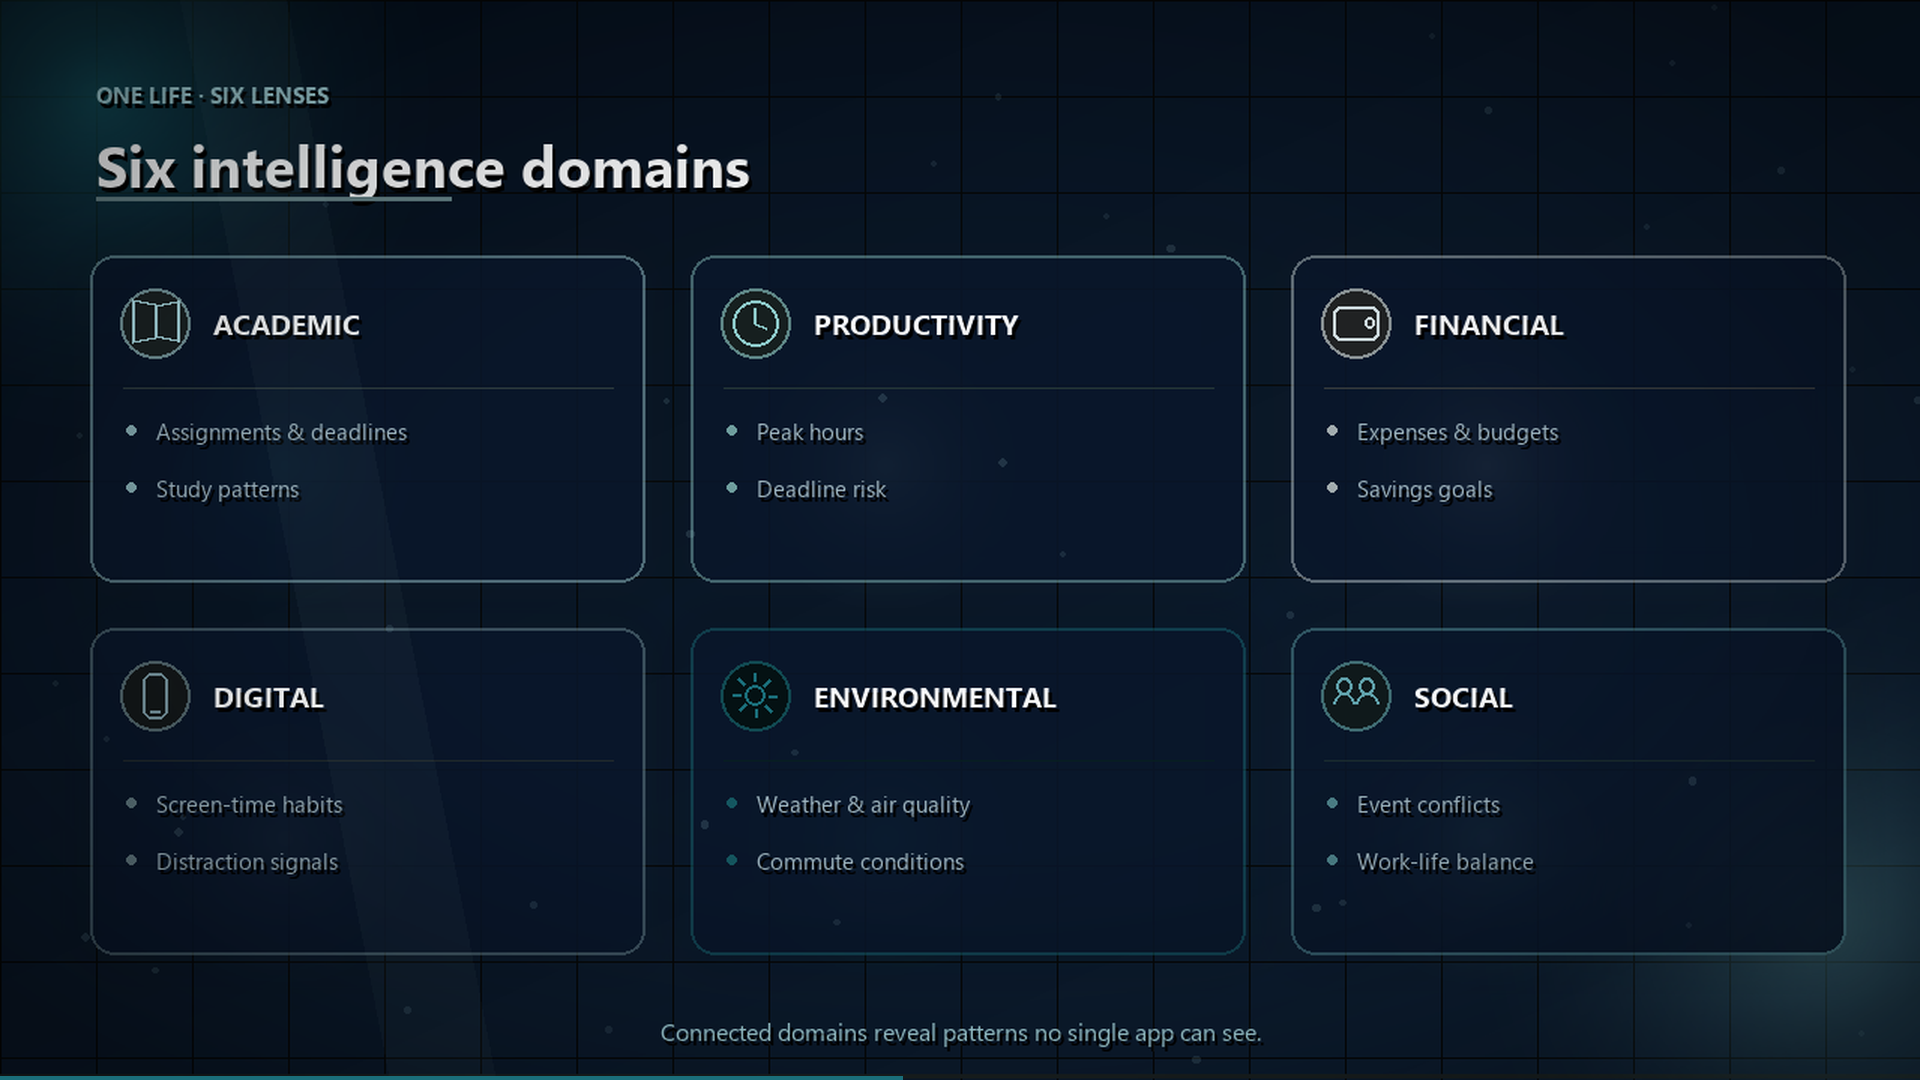 ONE LIFE · SIX LENSES
Six intelligence domains
ACADEMIC
Assignments & deadlines
Study patterns
PRODUCTIVITY
Peak hours
Deadline risk
FINANCIAL
Expenses & budgets
Savings goals
DIGITAL
Screen-time habits
Distraction signals
ENVIRONMENTAL
Weather & air quality
Commute conditions
SOCIAL
Event conflicts
Work-life balance
Connected domains reveal patterns no single app can see.